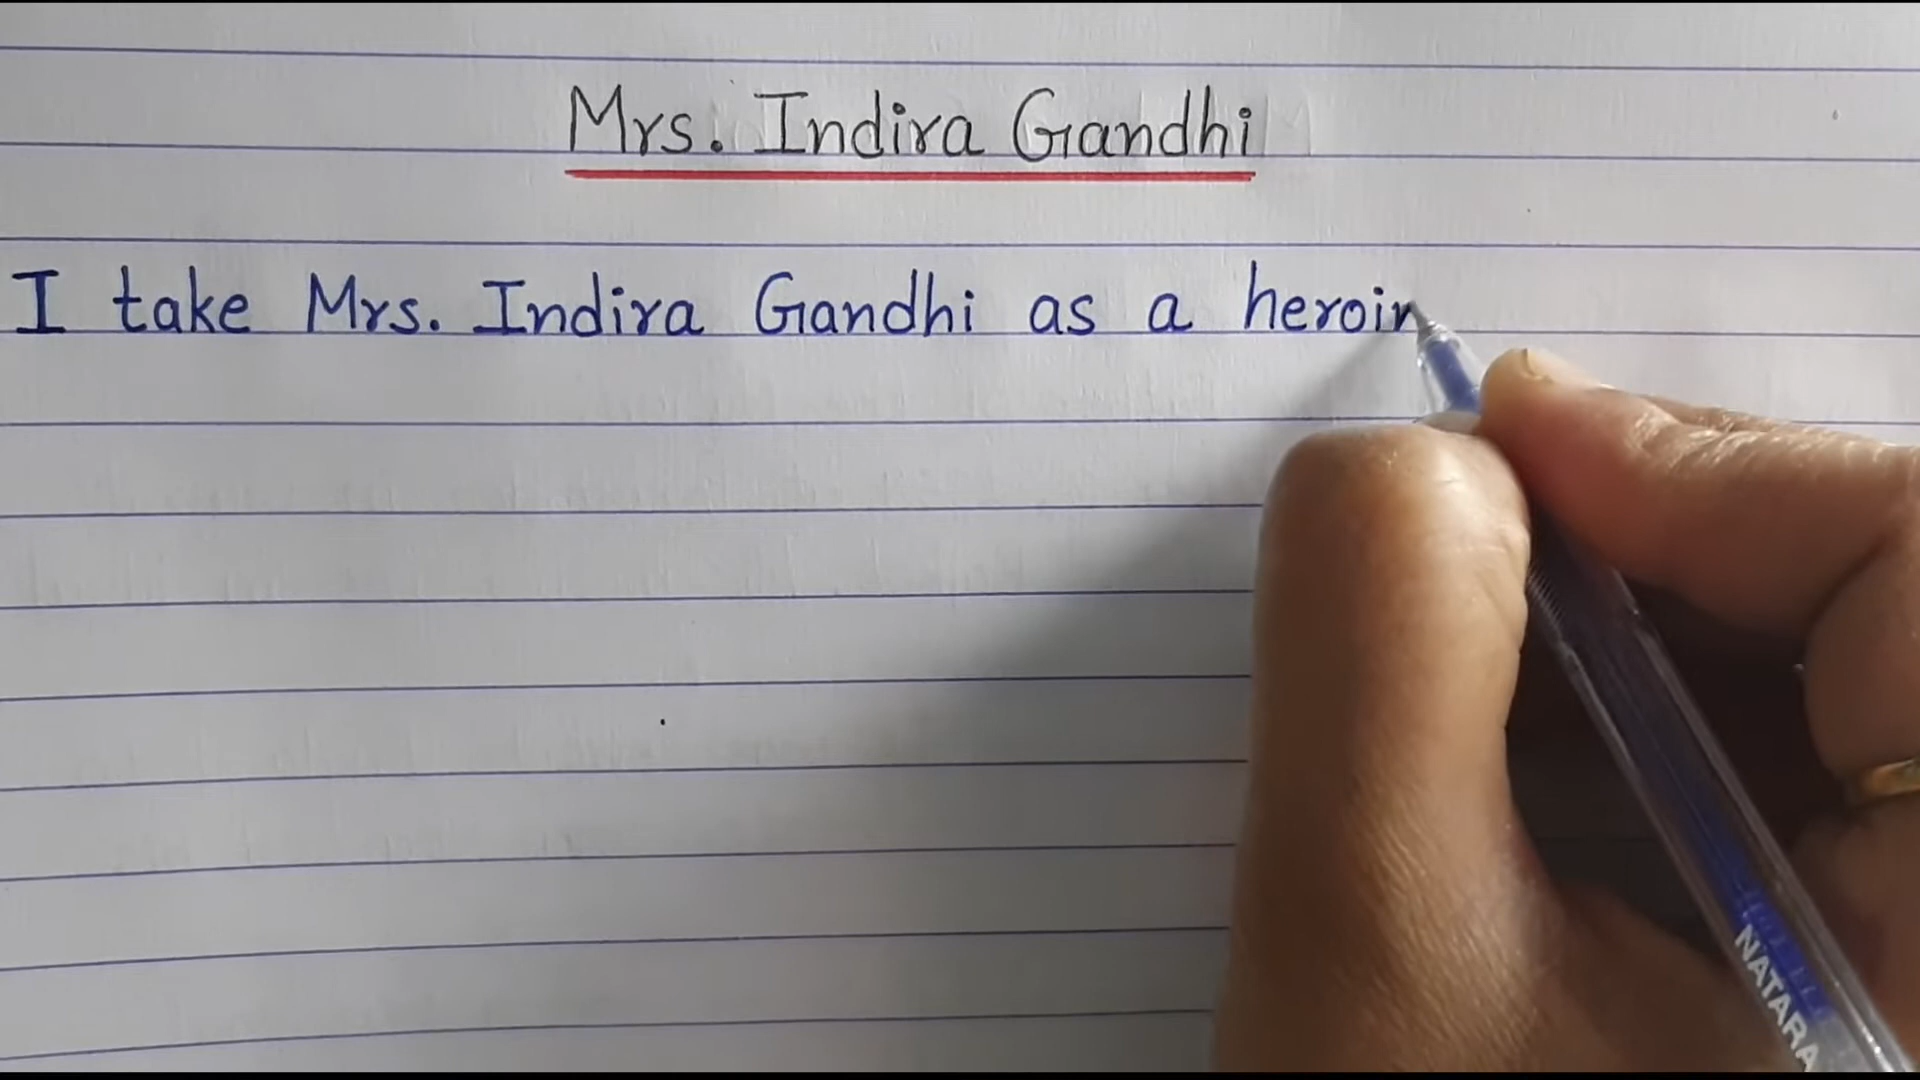 Mrs. Indira Gandhi
I take Mrs. Indira Gandhi as a heroin
NATARA